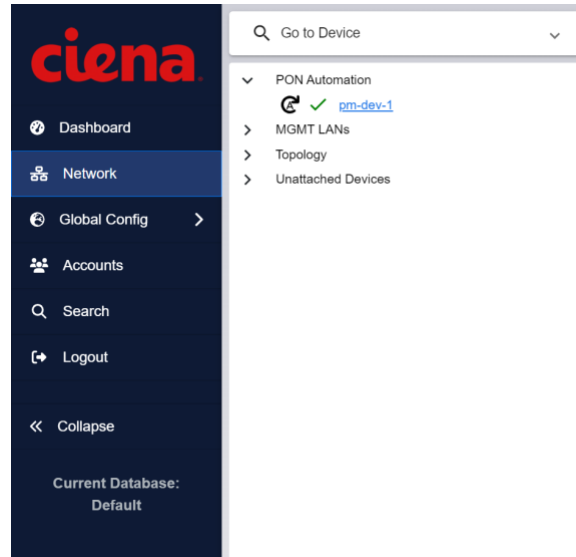 ciena
Dashboard
Network
Global Config
Accounts
Search
Logout
Collapse
Current Database:
Default
Go to Device
PON Automation
A
pm-dev-1
MGMT LANs
Topology
Unattached Devices